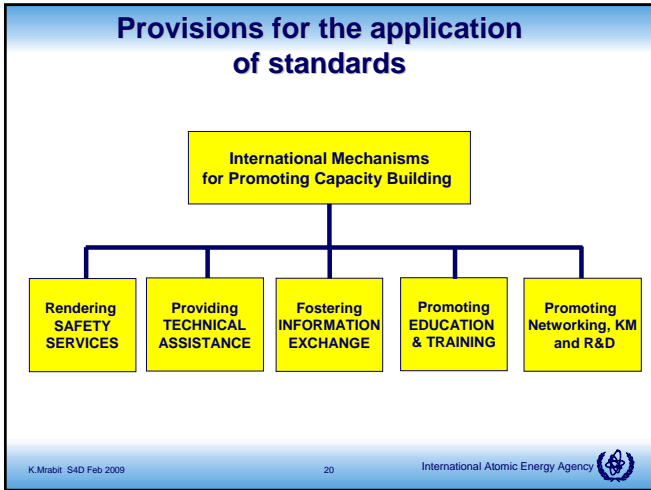 Provisions for the application
of standards
International Mechanisms
for Promoting Capacity Building
Rendering
SAFETY
SERVICES
Providing
TECHNICAL
ASSISTANCE
Fostering
INFORMATION
EXCHANGE
Promoting
EDUCATION
& TRAINING
Promoting
Networking, KM
and R&D
K.Mrabit S4D Feb 2009
20
International Atomic Energy Agency